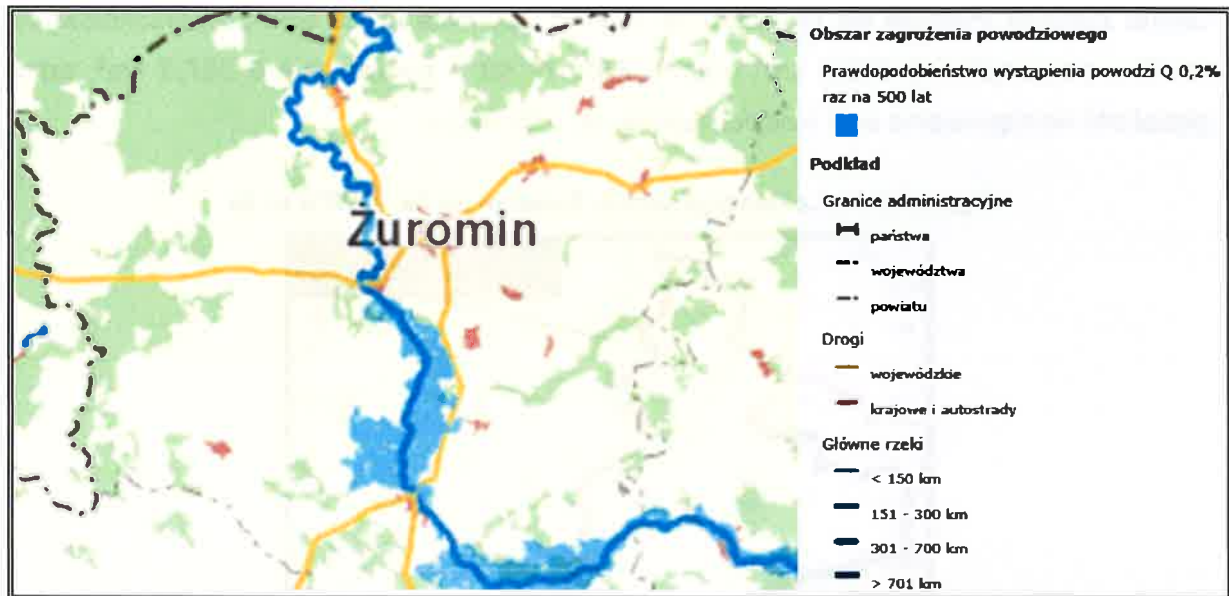 Żuromin
Obszar zagrożenia powodziowego
Prawdopodobieństwo wystąpienia powodzi Q 0,2%
raz na 500 lat
Podkład
Granice administracyjne
państwa
województwa
powiatu
Drogi
wojewódzkie
krajowe i autostrady
Główne rzeki
< 150 km
151 - 300 km
301 - 700 km
> 701 km